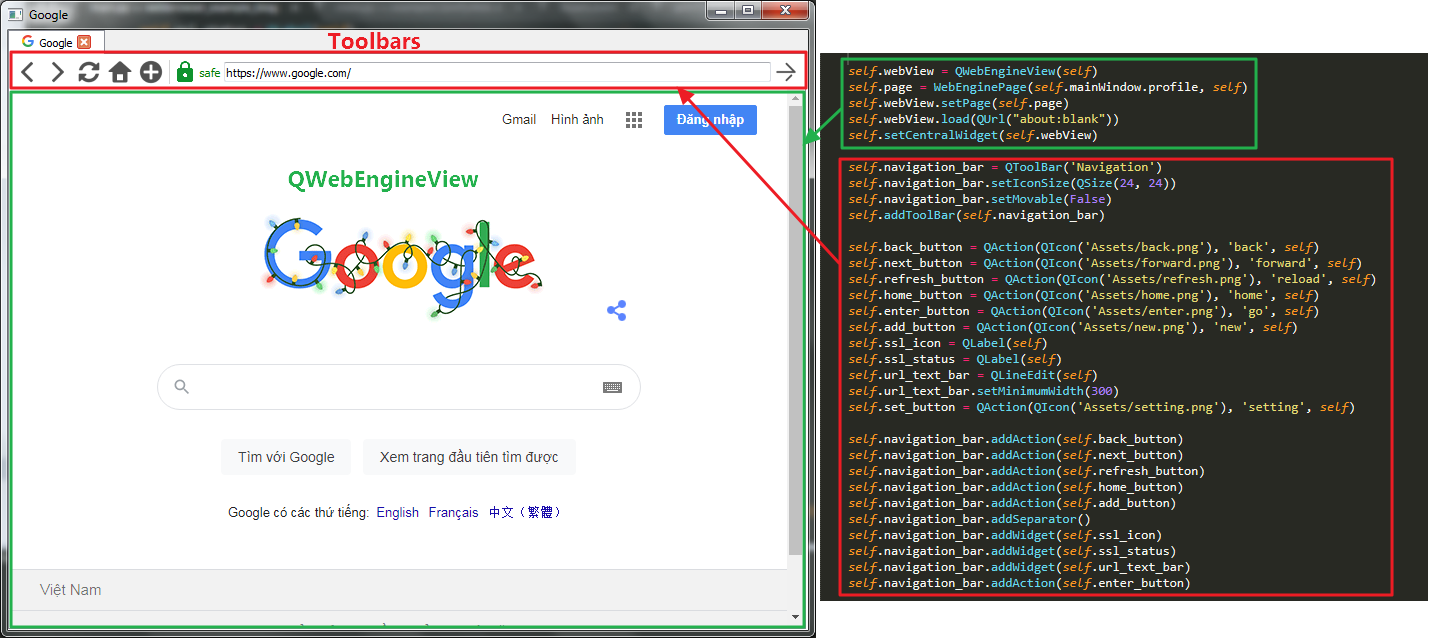 Google
Google
Toolbars
safe
https://www.google.com/
Gmail Hình ảnh Đăng nhập
QWebEngineView
Google
Tìm với Google Xem trang đầu tiên tìm được
Google có các thứ tiếng: English Français 中文（繁體）
Việt Nam
self.webView = QWebEngineView(self)
self.page = WebEnginePage(self.mainWindow.profile, self)
self.webView.setPage(self.page)
self.webView.load(QUrl("about:blank"))
self.setCentralWidget(self.webView)
self.navigation_bar = QToolBar('Navigation')
self.navigation_bar.setIconSize(QSize(24, 24))
self.navigation_bar.setMovable(False)
self.addToolBar(self.navigation_bar)
self.back_button = QAction(QIcon('Assets/back.png'), 'back', self)
self.next_button = QAction(QIcon('Assets/forward.png'), 'forward', self)
self.refresh_button = QAction(QIcon('Assets/refresh.png'), 'reload', self)
self.home_button = QAction(QIcon('Assets/home.png'), 'home', self)
self.enter_button = QAction(QIcon('Assets/enter.png'), 'go', self)
self.add_button = QAction(QIcon('Assets/new.png'), 'new', self)
self.ssl_icon = QLabel(self)
self.ssl_status = QLabel(self)
self.url_text_bar = QLineEdit(self)
self.url_text_bar.setMinimumWidth(300)
self.set_button = QAction(QIcon('Assets/setting.png'), 'setting', self)
self.navigation_bar.addAction(self.back_button)
self.navigation_bar.addAction(self.next_button)
self.navigation_bar.addAction(self.refresh_button)
self.navigation_bar.addAction(self.home_button)
self.navigation_bar.addAction(self.add_button)
self.navigation_bar.addSeparator()
self.navigation_bar.addWidget(self.ssl_icon)
self.navigation_bar.addWidget(self.ssl_status)
self.navigation_bar.addWidget(self.url_text_bar)
self.navigation_bar.addAction(self.enter_button)